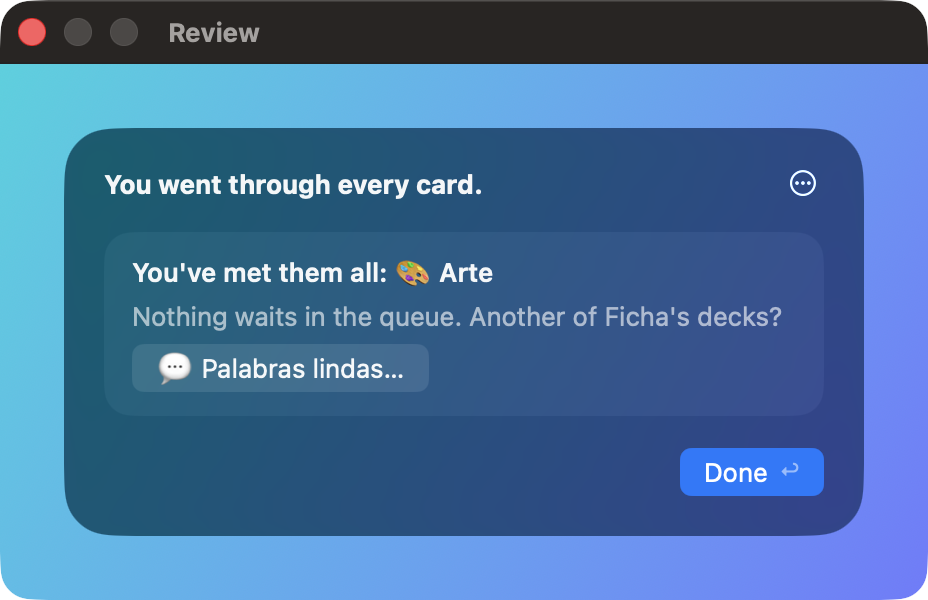 Review
You went through every card.
You've met them all: 🎨 Arte
Nothing waits in the queue. Another of Ficha's decks?
💬 Palabras lindas...
Done